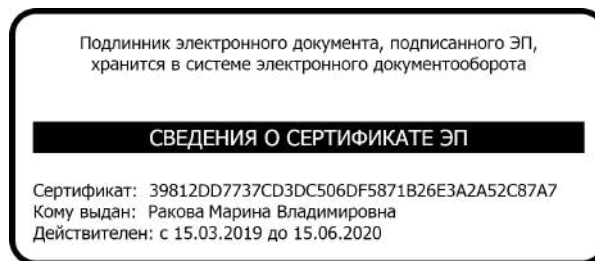 Подлинник электронного документа, подписанного ЭП,
хранится в системе электронного документооборота
СВЕДЕНИЯ О СЕРТИФИКАТЕ ЭП
Сертификат: 39812DD7737CD3DC506DF5871B26E3A2A52C87A7
Кому выдан: Ракова Марина Владимировна
Действителен: с 15.03.2019 до 15.06.2020